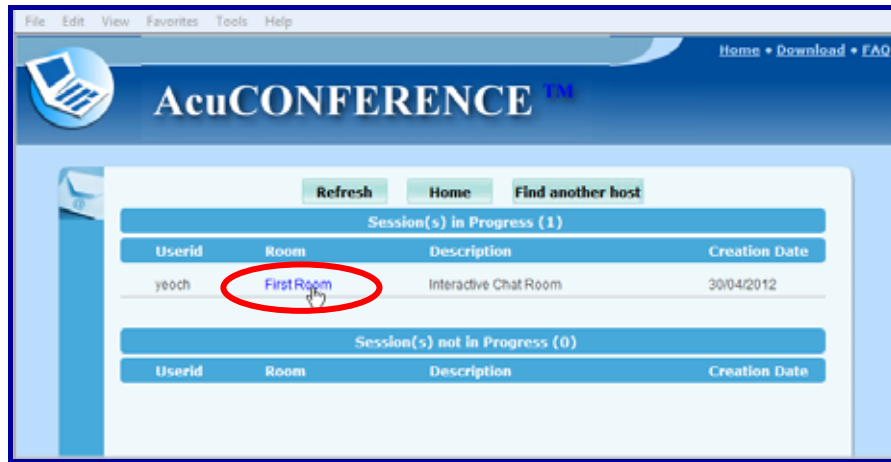 File Edit View Favorites Tools Help
Home • Download • FAQ
AcuCONFERENCE ™
Refresh Home Find another host
Session(s) in Progress (1)
Userid Room Description Creation Date
yeoch First Room Interactive Chat Room 30/04/2012
Session(s) not in Progress (0)
Userid Room Description Creation Date